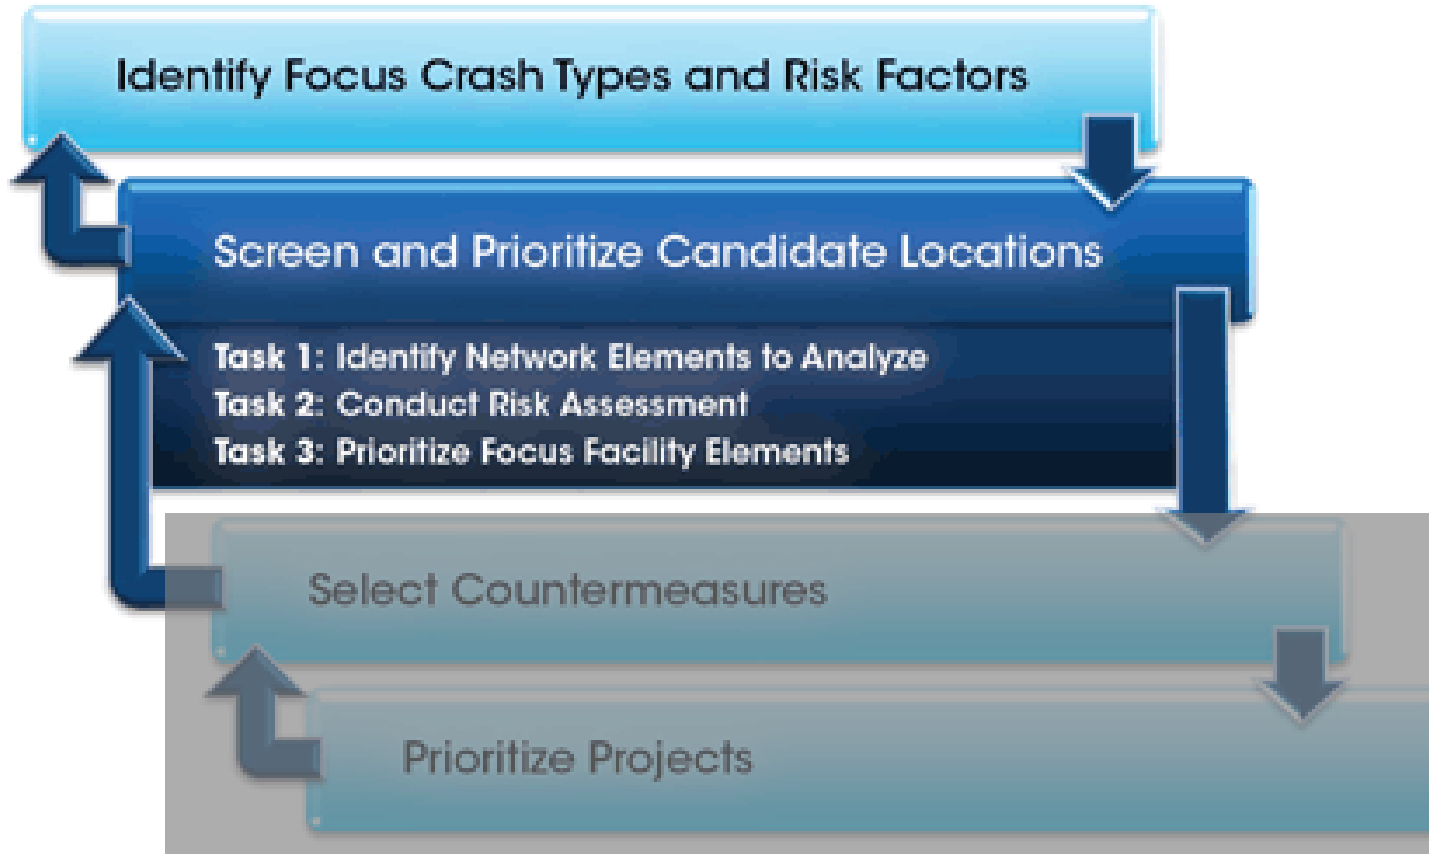 Identify Focus Crash Types and Risk Factors
Screen and Prioritize Candidate Locations
Task 1: Identify Network Elements to Analyze
Task 2: Conduct Risk Assessment
Task 3: Prioritize Focus Facility Elements
Select Countermeasures
Prioritize Projects